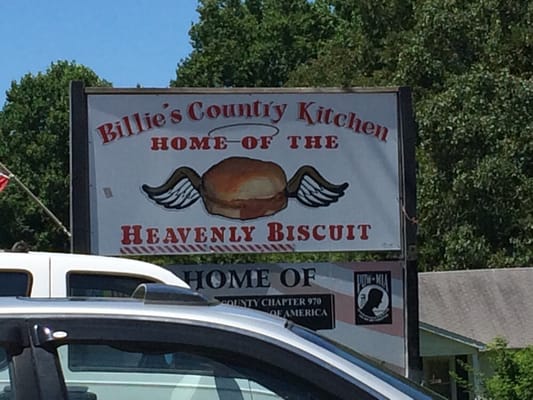 Billie's Country Kitchen
HOME OF THE
HEAVENLY BISCUIT
HOME OF
COUNTY CHAPTER 970
OF AMERICA
POW MIA